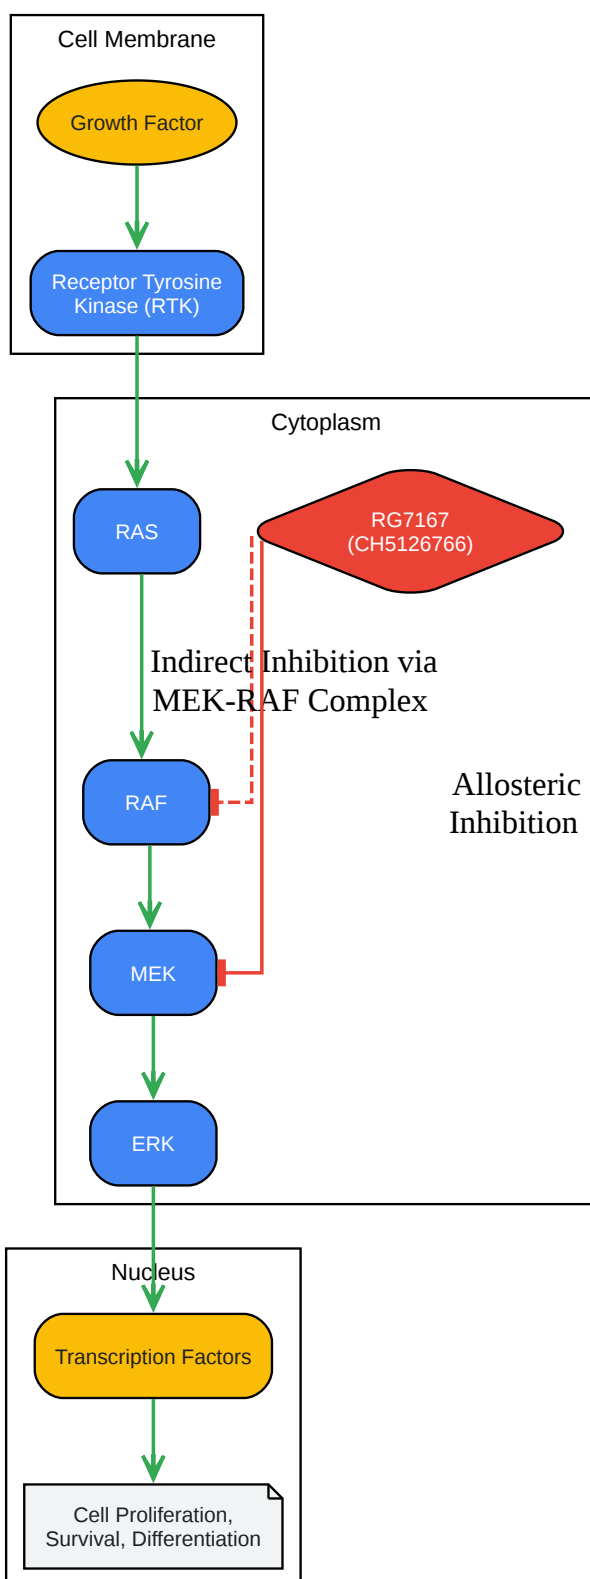 Cell Membrane
Growth Factor
Receptor Tyrosine
Kinase (RTK)
Cytoplasm
RAS
RG7167
(CH5126766)
Indirect Inhibition via
MEK-RAF Complex
Allosteric
Inhibition
RAF
MEK
ERK
Nucleus
Transcription Factors
Cell Proliferation,
Survival, Differentiation